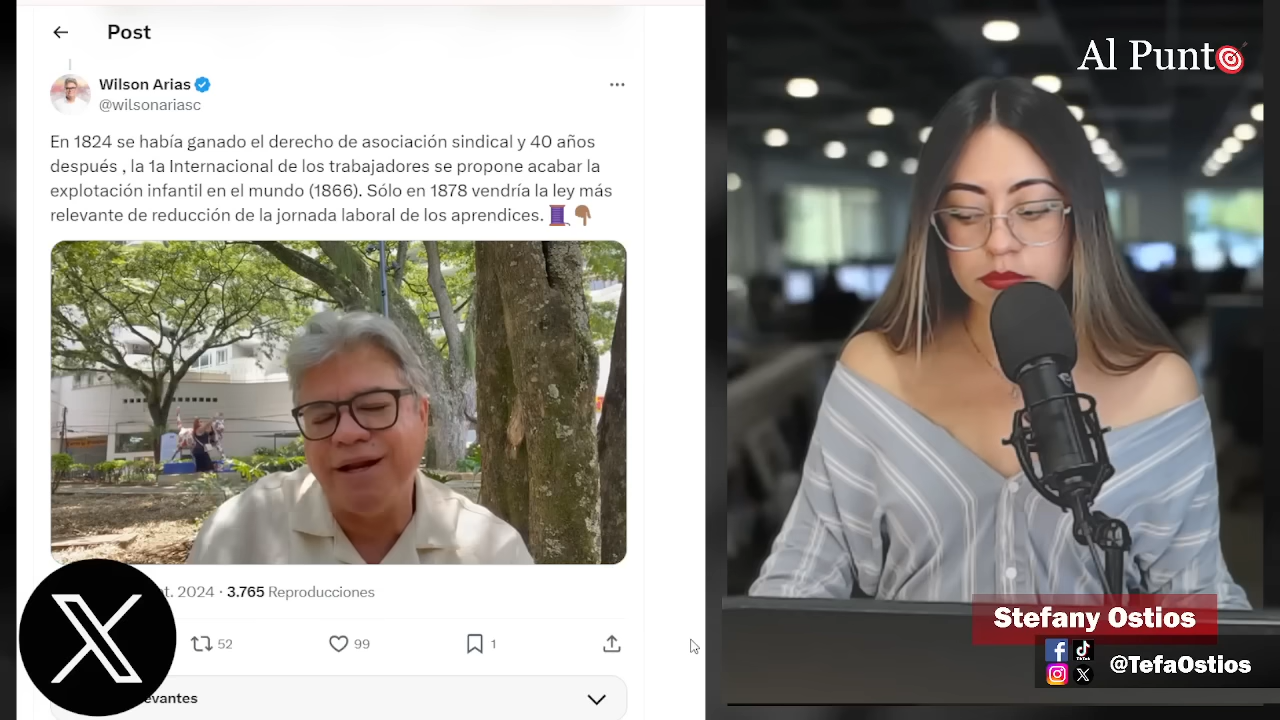 Post
Wilson Arias
@wilsonariasc
En 1824 se había ganado el derecho de asociación sindical y 40 años
después , la 1a Internacional de los trabajadores se propone acabar la
explotación infantil en el mundo (1866). Sólo en 1878 vendría la ley más
relevante de reducción de la jornada laboral de los aprendices.
2024 · 3.765 Reproducciones
52
99
1
Al Punto
Stefany Ostios
@TefaOstios